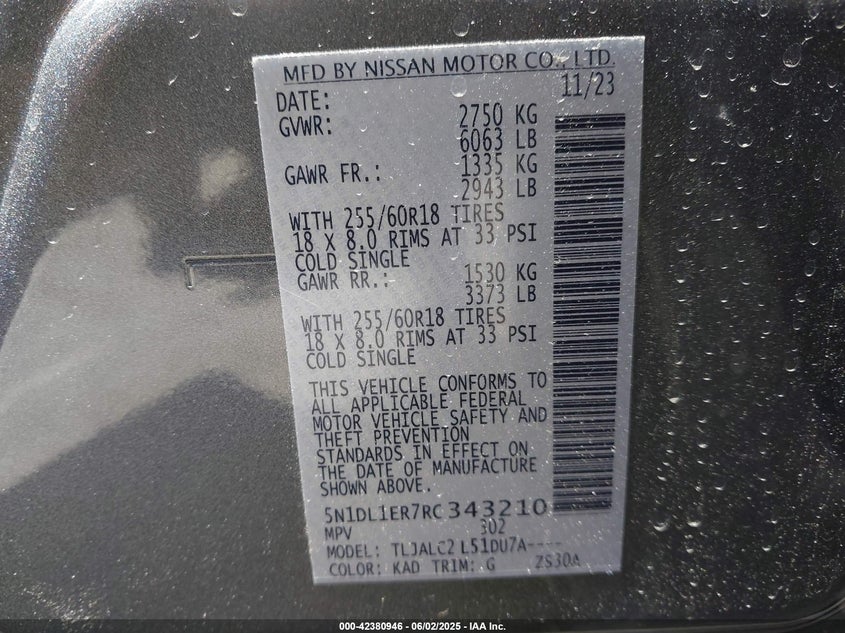 MFD BY NISSAN MOTOR CO., LTD.
DATE: 11/23
GVWR: 2750 KG
6063 LB
GAWR FR.: 1335 KG
2943 LB
WITH 255/60R18 TIRES
18 X 8.0 RIMS AT 33 PSI
COLD SINGLE
GAWR RR.: 1530 KG
3373 LB
WITH 255/60R18 TIRES
18 X 8.0 RIMS AT 33 PSI
COLD SINGLE
THIS VEHICLE CONFORMS TO
ALL APPLICABLE FEDERAL
MOTOR VEHICLE SAFETY AND
THEFT PREVENTION
STANDARDS IN EFFECT ON
THE DATE OF MANUFACTURE
SHOWN ABOVE.
5N1DL1ER7RC343210
MPV 302
MODEL: TLJALC2 L51DU7A----
COLOR: KAD TRIM: G ZS30A
000-42380946 - 06/02/2025 - IAA Inc.